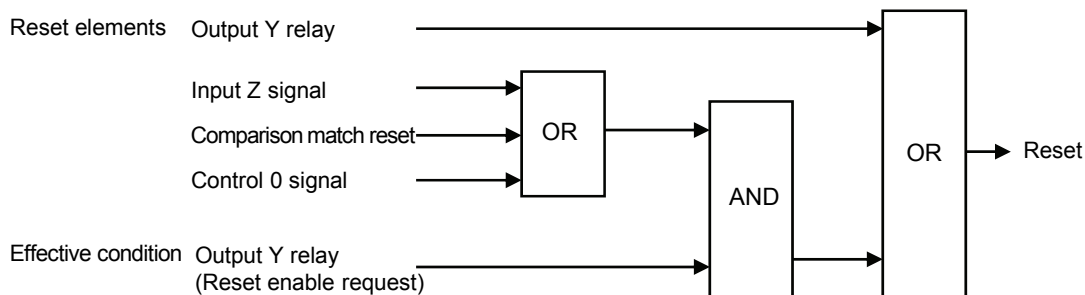 Reset elements Output Y relay
Input Z signal
Comparison match reset
Control 0 signal
OR
AND
OR
Reset
Effective condition Output Y relay
(Reset enable request)